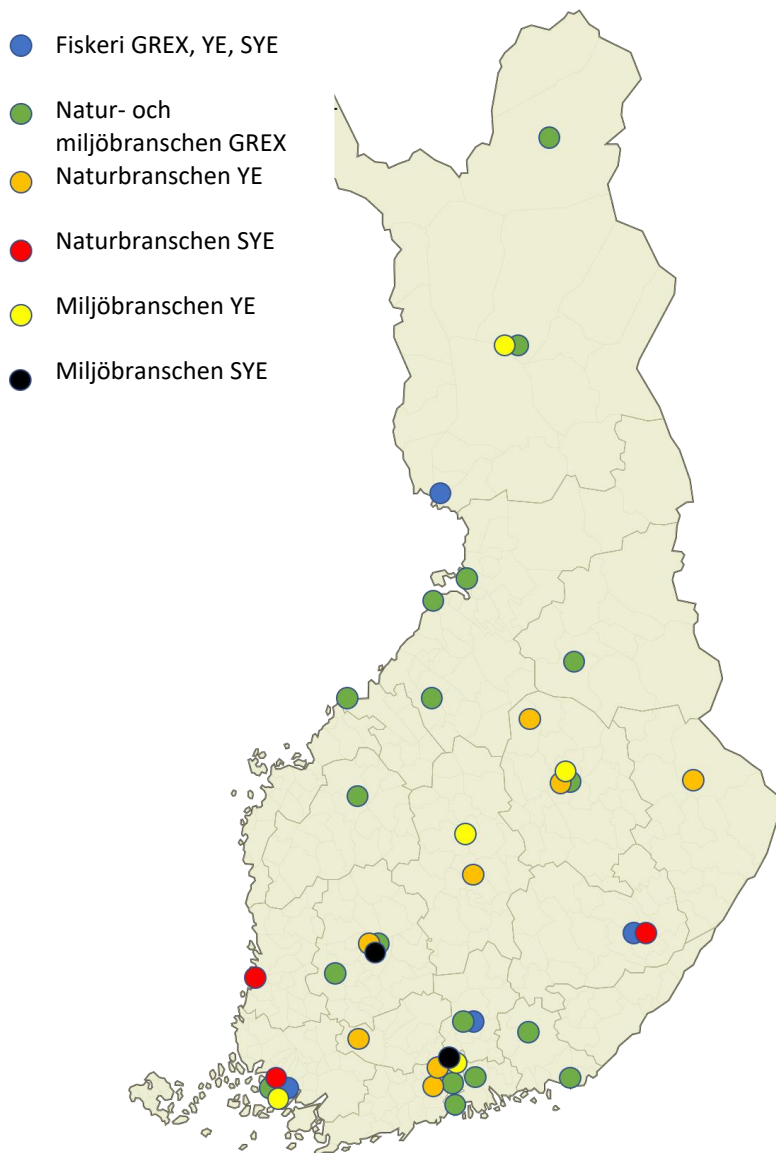 Fiskeri GREX, YE, SYE
Natur- och
miljöbranschen GREX
Naturbranschen YE
Naturbranschen SYE
Miljöbranschen YE
Miljöbranschen SYE